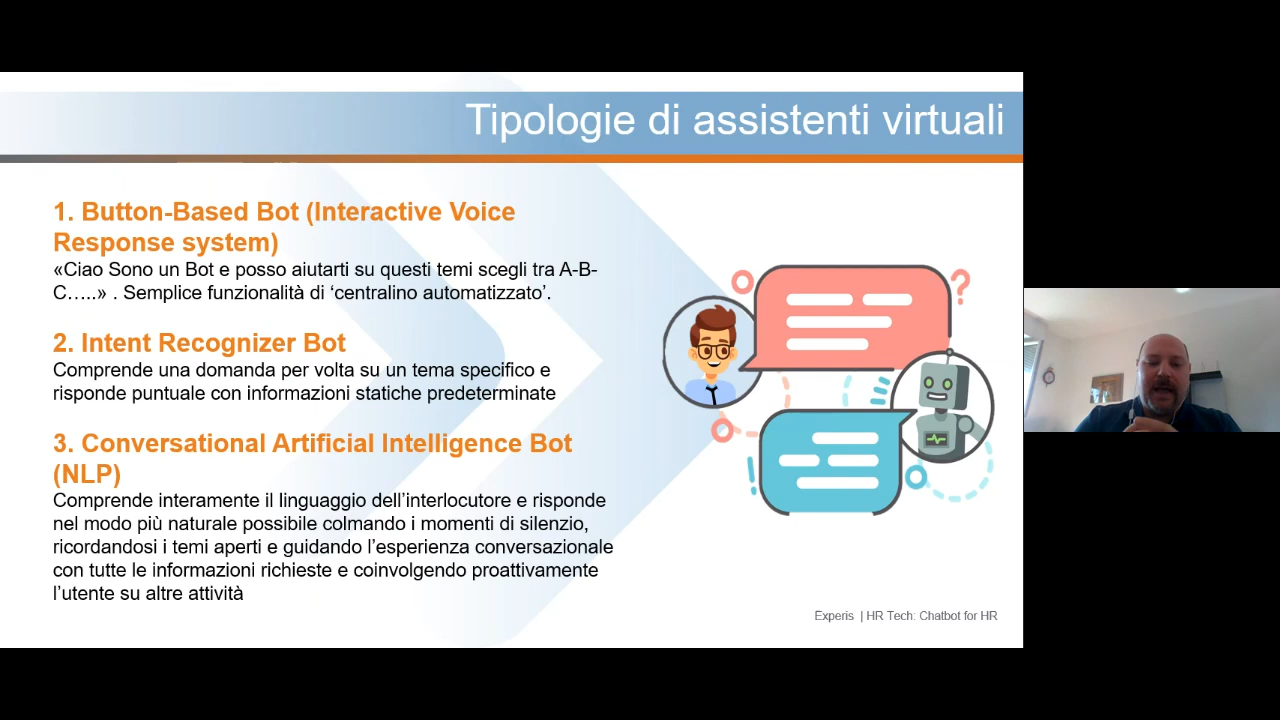 Tipologie di assistenti virtuali
1. Button-Based Bot (Interactive Voice
Response system)
«Ciao Sono un Bot e posso aiutarti su questi temi scegli tra A-B-
C…..» . Semplice funzionalità di ‘centralino automatizzato’.
2. Intent Recognizer Bot
Comprende una domanda per volta su un tema specifico e
risponde puntuale con informazioni statiche predeterminate
3. Conversational Artificial Intelligence Bot
(NLP)
Comprende interamente il linguaggio dell’interlocutore e risponde
nel modo più naturale possibile colmando i momenti di silenzio,
ricordandosi i temi aperti e guidando l’esperienza conversazionale
con tutte le informazioni richieste e coinvolgendo proattivamente
l’utente su altre attività
Experis | HR Tech: Chatbot for HR